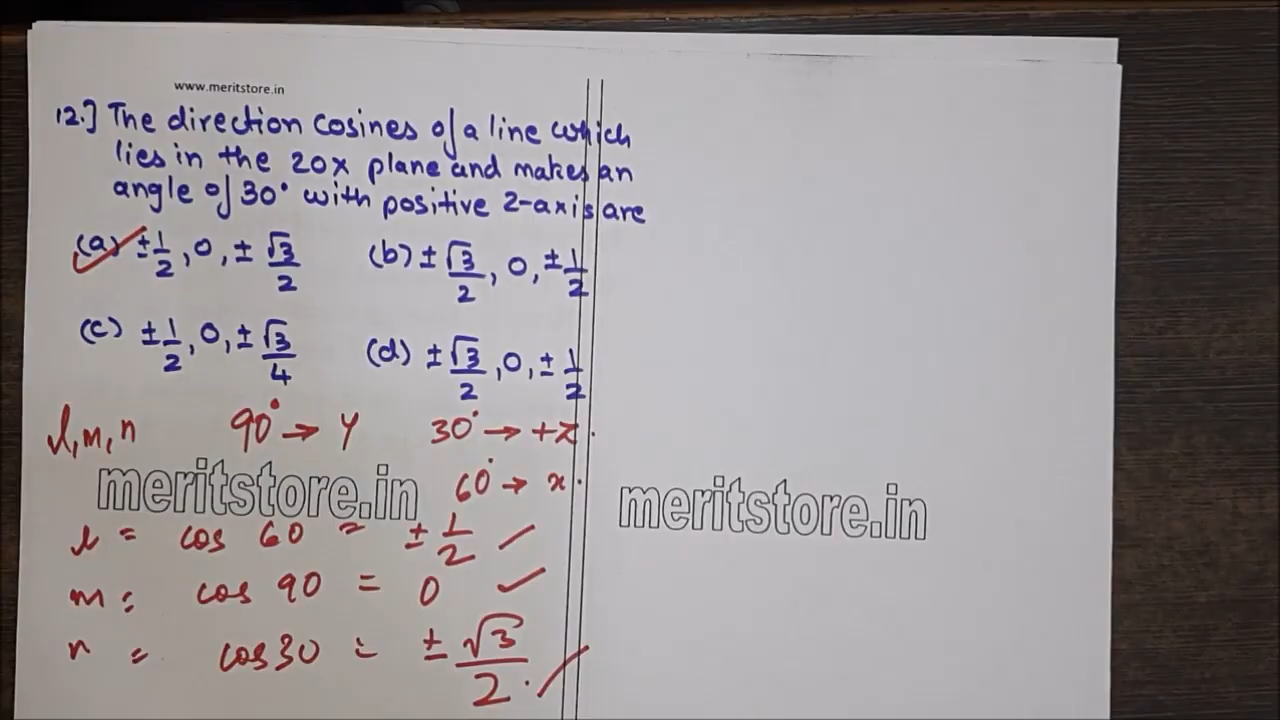 www.meritstore.in
12.] The direction cosines of a line which
lies in the ZOX plane and makes an
angle of 30° with positive Z-axis are
(a) ±1/2, 0, ± √3/2 (b) ± √3/2, 0, ±1/2
(c) ±1/2, 0, ± √3/4 (d) ± √3/2, 0, ± 1/2
l, m, n 90° → y 30° → +z.
60° → x.
meritstore.in meritstore.in
l = cos 60 = ± 1/2
m = cos 90 = 0
n = cos 30 = ± √3/2.